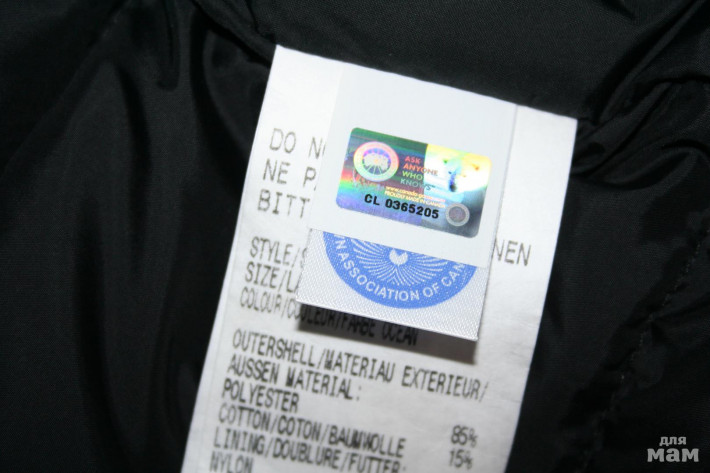 DO NO
NE PA
BITT
NEN
ASK
ANYONE
WHO
KNOWS
CL 0365205
N ASSOCIATION OF CAN
STYLE/S
SIZE/LA
COLOUR/COULEUR/FARBE OCEAN
OUTERSHELL/MATERIAU EXTERIEUR/
AUSSEN MATERIAL:
POLYESTER
COTTON/COTON/BAUMWOLLE 85%
LINING/DOUBLURE/FUTTER: 15%
NYLON
для
мам